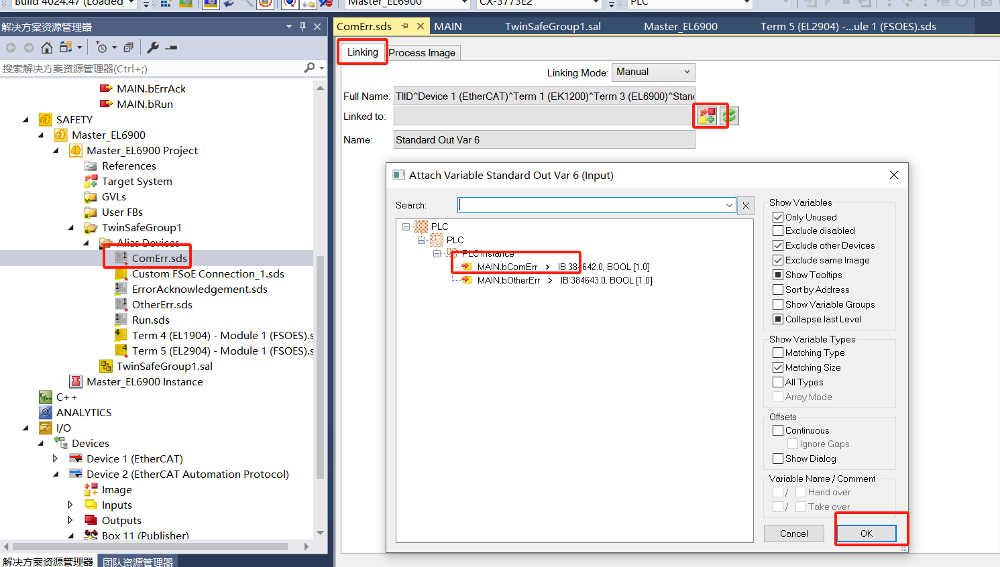 Build 4024.47 (Loaded)
Master_EL6900
CX-3773E2
PLC
解决方案资源管理器
搜索解决方案资源管理器(Ctrl+;)
MAIN.bErrAck
MAIN.bRun
SAFETY
Master_EL6900
Master_EL6900 Project
References
Target System
GVLs
User FBs
TwinSafeGroup1
Alias Devices
ComErr.sds
Custom FSoE Connection_1.sds
ErrorAcknowledgement.sds
OtherErr.sds
Run.sds
Term 4 (EL1904) - Module 1 (FSOES).s
Term 5 (EL2904) - Module 1 (FSOES).s
TwinSafeGroup1.sal
Master_EL6900 Instance
C++
ANALYTICS
I/O
Devices
Device 1 (EtherCAT)
Device 2 (EtherCAT Automation Protocol)
Image
Inputs
Outputs
Box 11 (Publisher)
解决方案资源管理器 团队资源管理器
ComErr.sds
MAIN
TwinSafeGroup1.sal
Master_EL6900
Term 5 (EL2904) -...ule 1 (FSOES).sds
Linking
Process Image
Linking Mode: Manual
Full Name: TIID^Device 1 (EtherCAT)^Term 1 (EK1200)^Term 3 (EL6900)^Stan
Linked to:
Name: Standard Out Var 6
Attach Variable Standard Out Var 6 (Input)
Search:
PLC
PLC
PLC Instance
MAIN.bComErr > IB 384642.0, BOOL [1.0]
MAIN.bOtherErr > IB 384643.0, BOOL [1.0]
Show Variables
Only Unused
Exclude disabled
Exclude other Devices
Exclude same Image
Show Tooltips
Sort by Address
Show Variable Groups
Collapse last Level
Show Variable Types
Matching Type
Matching Size
All Types
Array Mode
Offsets
Continuous
Ignore Gaps
Show Dialog
Variable Name / Comment
/ Hand over
/ Take over
Cancel
OK